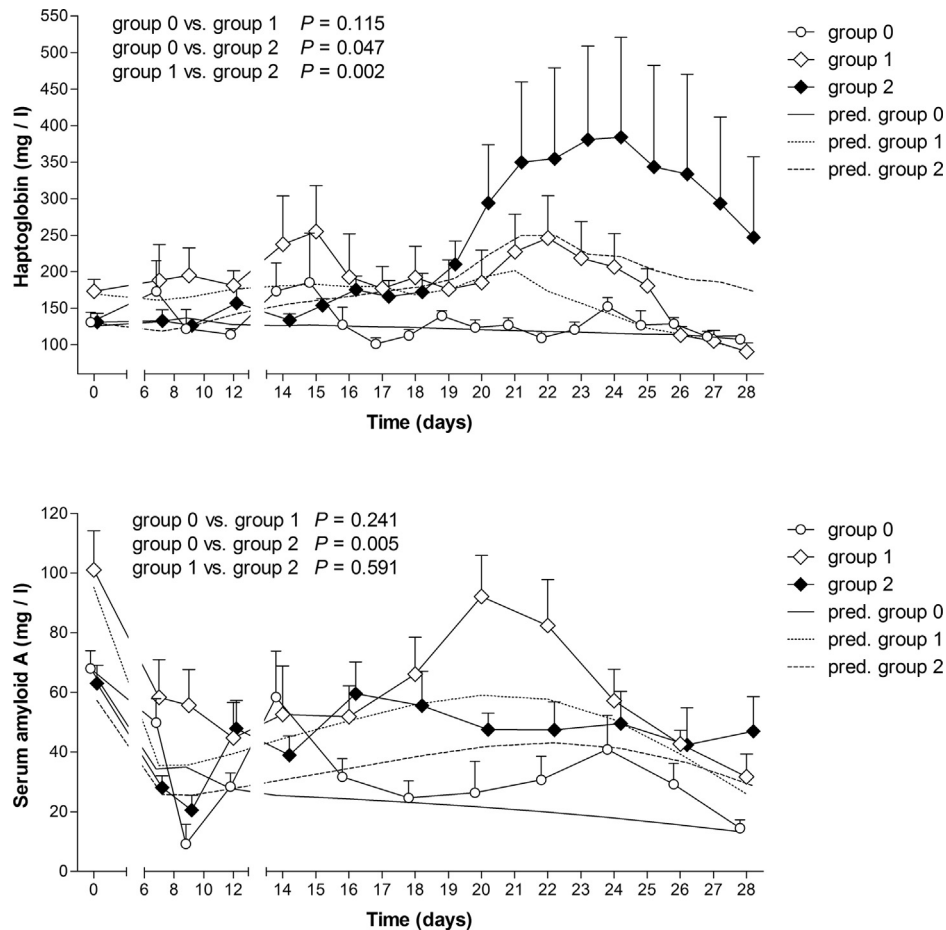 550
500
450
400
350
300
250
200
150
100
Haptoglobin (mg / l)
group 0 vs. group 1 P = 0.115
group 0 vs. group 2 P = 0.047
group 1 vs. group 2 P = 0.002
group 0
group 1
group 2
pred. group 0
pred. group 1
pred. group 2
0 6 8 10 12 14 15 16 17 18 19 20 21 22 23 24 25 26 27 28
Time (days)
120
100
80
60
40
20
0
Serum amyloid A (mg / l)
group 0 vs. group 1 P = 0.241
group 0 vs. group 2 P = 0.005
group 1 vs. group 2 P = 0.591
group 0
group 1
group 2
pred. group 0
pred. group 1
pred. group 2
0 6 8 10 12 14 15 16 17 18 19 20 21 22 23 24 25 26 27 28
Time (days)